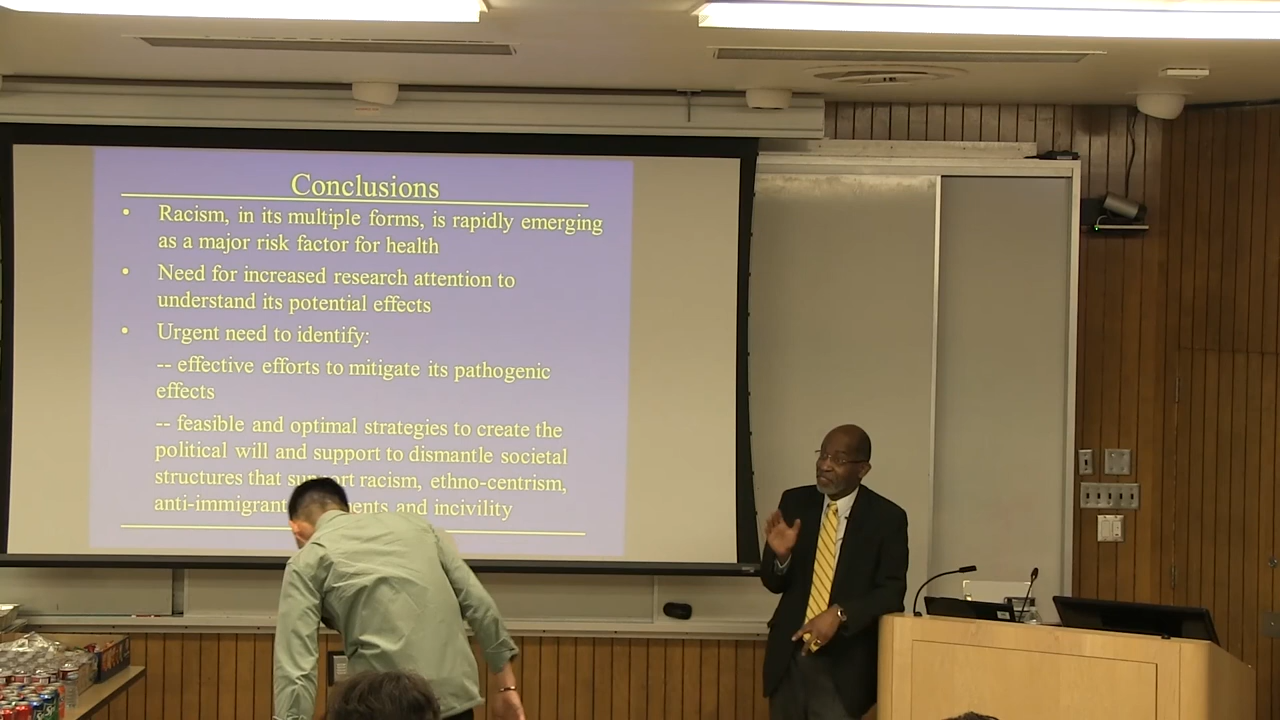 Conclusions
• Racism, in its multiple forms, is rapidly emerging
as a major risk factor for health
• Need for increased research attention to
understand its potential effects
• Urgent need to identify:
-- effective efforts to mitigate its pathogenic
effects
-- feasible and optimal strategies to create the
political will and support to dismantle societal
structures that support racism, ethno-centrism,
anti-immigrant and incivility